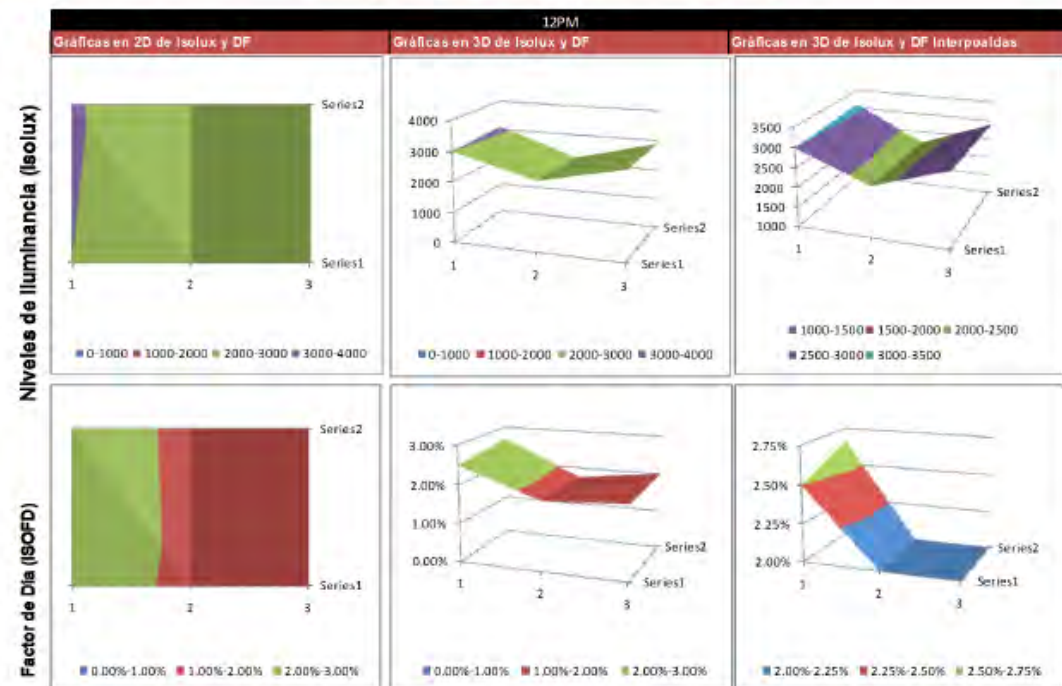 12PM
Gráficas en 2D de Isolux y DF
Gráficas en 3D de Isolux y DF
Gráficas en 3D de Isolux y DF Interpoaldas
Niveles de Iluminancia (Isolux)
Series2
Series1
1 2 3
0-1000 1000-2000 2000-3000 3000-4000
4000
3000
2000
1000
0
Series2
Series1
1 2 3
0-1000 1000-2000 2000-3000 3000-4000
3500
3000
2500
2000
1500
1000
Series2
Series1
1 2 3
1000-1500 1500-2000 2000-2500
2500-3000 3000-3500
Factor de Día (ISOFD)
Series2
Series1
1 2 3
0.00%-1.00% 1.00%-2.00% 2.00%-3.00%
3.00%
2.00%
1.00%
0.00%
Series2
Series1
1 2 3
0.00%-1.00% 1.00%-2.00% 2.00%-3.00%
2.75%
2.50%
2.25%
2.00%
Series2
Series1
1 2 3
2.00%-2.25% 2.25%-2.50% 2.50%-2.75%